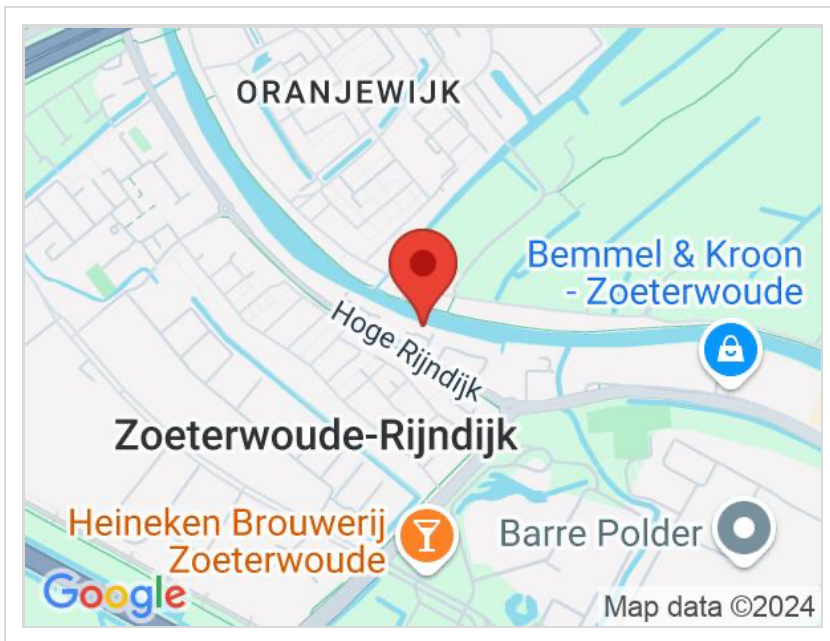 ORANJEWIJK
Bemmel & Kroon
- Zoeterwoude
Hoge Rijndijk
Zoeterwoude-Rijndijk
Heineken Brouwerij
Zoeterwoude
Barre Polder
Google
Map data ©2024